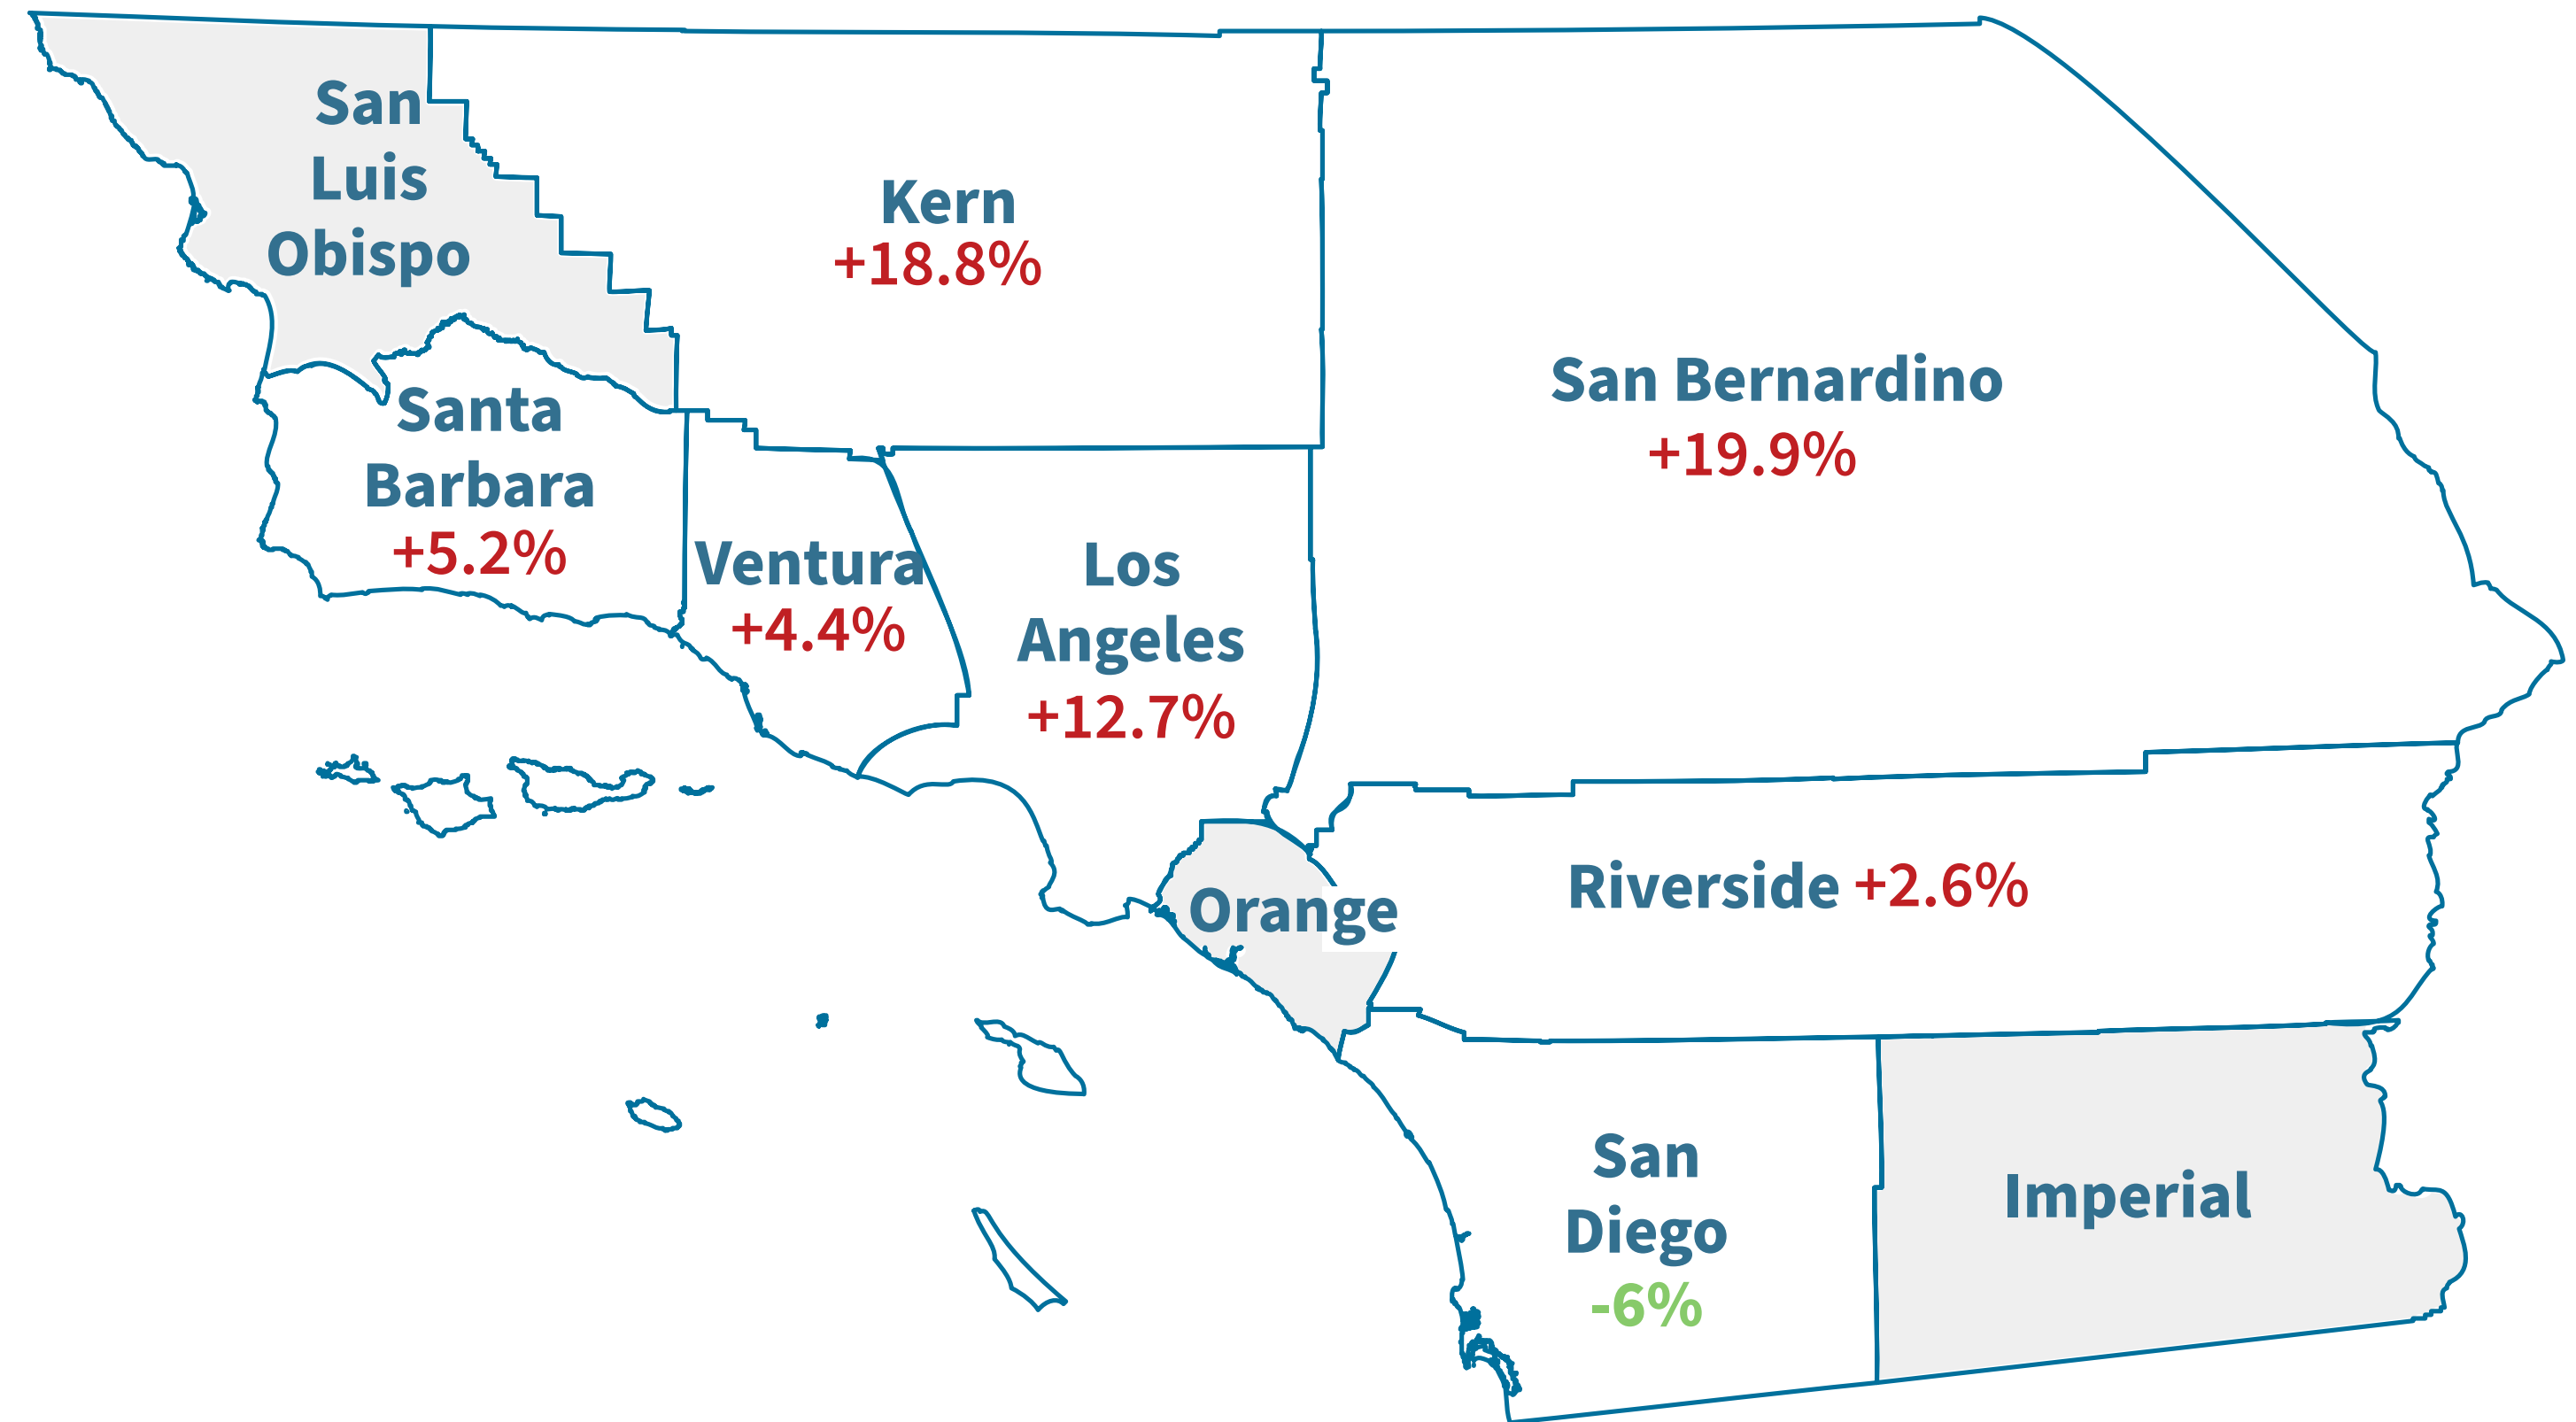 San
Luis
Obispo
Kern
+18.8%
San Bernardino
+19.9%
Santa
Barbara
+5.2%
Ventura
+4.4%
Los
Angeles
+12.7%
Orange
Riverside +2.6%
San
Diego
-6%
Imperial